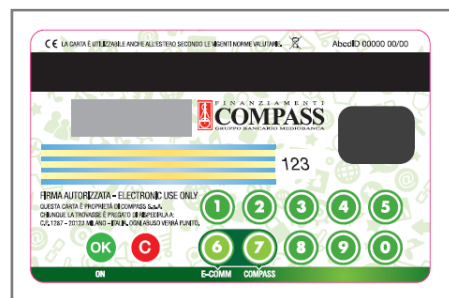 CE LA CARTA È UTILIZZABILE ANCHE ALL'ESTERO SECONDO LE VIGENTI NORME VALUTARIE. AbcdID 00000 00/00
FINANZIAMENTI
COMPASS
GRUPPO BANCARIO MEDIOBANCA
123
FIRMA AUTORIZZATA - ELECTRONIC USE ONLY
QUESTA CARTA È PROPRIETÀ DI COMPASS S.p.A.
CHIUNQUE LA TROVASSE È PREGATO DI RISPEDIRLA A:
C.P. 1287 - 20123 MILANO - ITALIA. OGNI ABUSO VERRÀ PUNITO.
1 2 3 4 5
OK C 6 7 8 9 0
ON E-COMM COMPASS